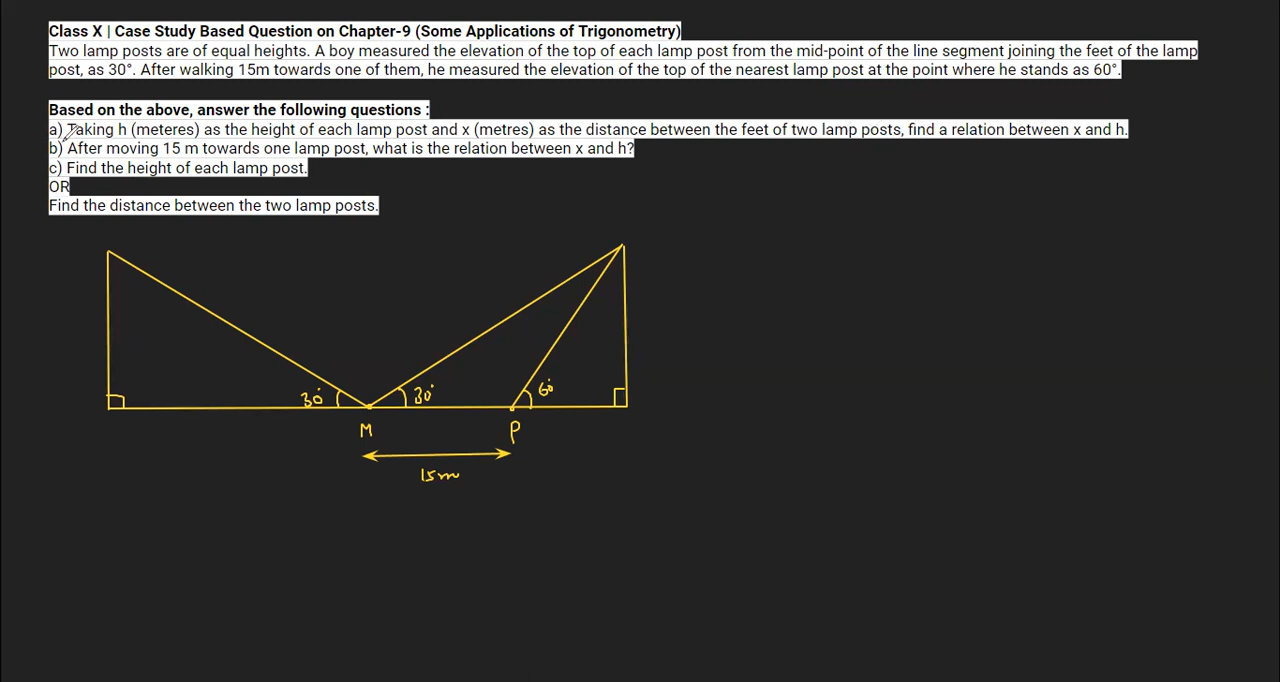 Class X | Case Study Based Question on Chapter-9 (Some Applications of Trigonometry)
Two lamp posts are of equal heights. A boy measured the elevation of the top of each lamp post from the mid-point of the line segment joining the feet of the lamp
post, as 30°. After walking 15m towards one of them, he measured the elevation of the top of the nearest lamp post at the point where he stands as 60°.
Based on the above, answer the following questions :
a) Taking h (meteres) as the height of each lamp post and x (metres) as the distance between the feet of two lamp posts, find a relation between x and h.
b) After moving 15 m towards one lamp post, what is the relation between x and h?
c) Find the height of each lamp post.
OR
Find the distance between the two lamp posts.
30° 30° 60°
M P
15m